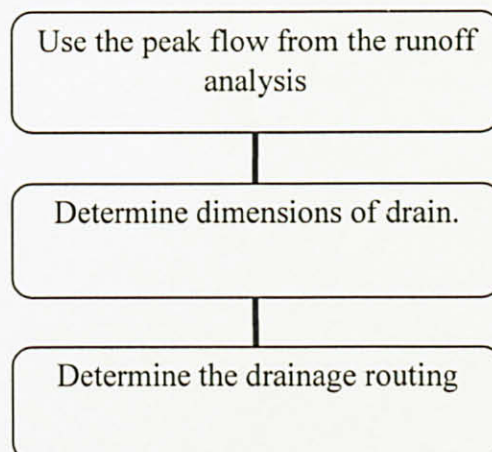 Use the peak flow from the runoff
analysis
Determine dimensions of drain.
Determine the drainage routing